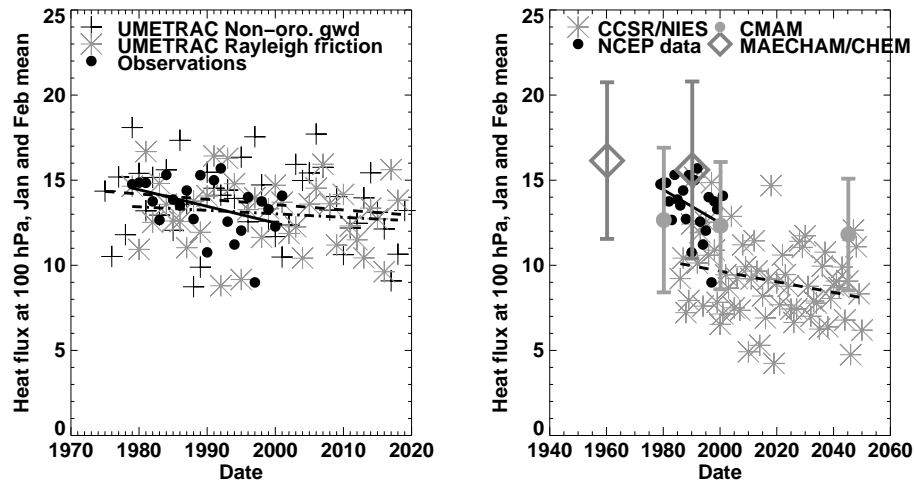 25
20
15
10
5
0
Heat flux at 100 hPa, Jan and Feb mean
UMETRAC Non-oro. gwd
UMETRAC Rayleigh friction
Observations
1970 1980 1990 2000 2010 2020
Date
25
20
15
10
5
0
Heat flux at 100 hPa, Jan and Feb mean
CCSR/NIES CMAM
NCEP data MAECHAM/CHEM
1940 1960 1980 2000 2020 2040 2060
Date